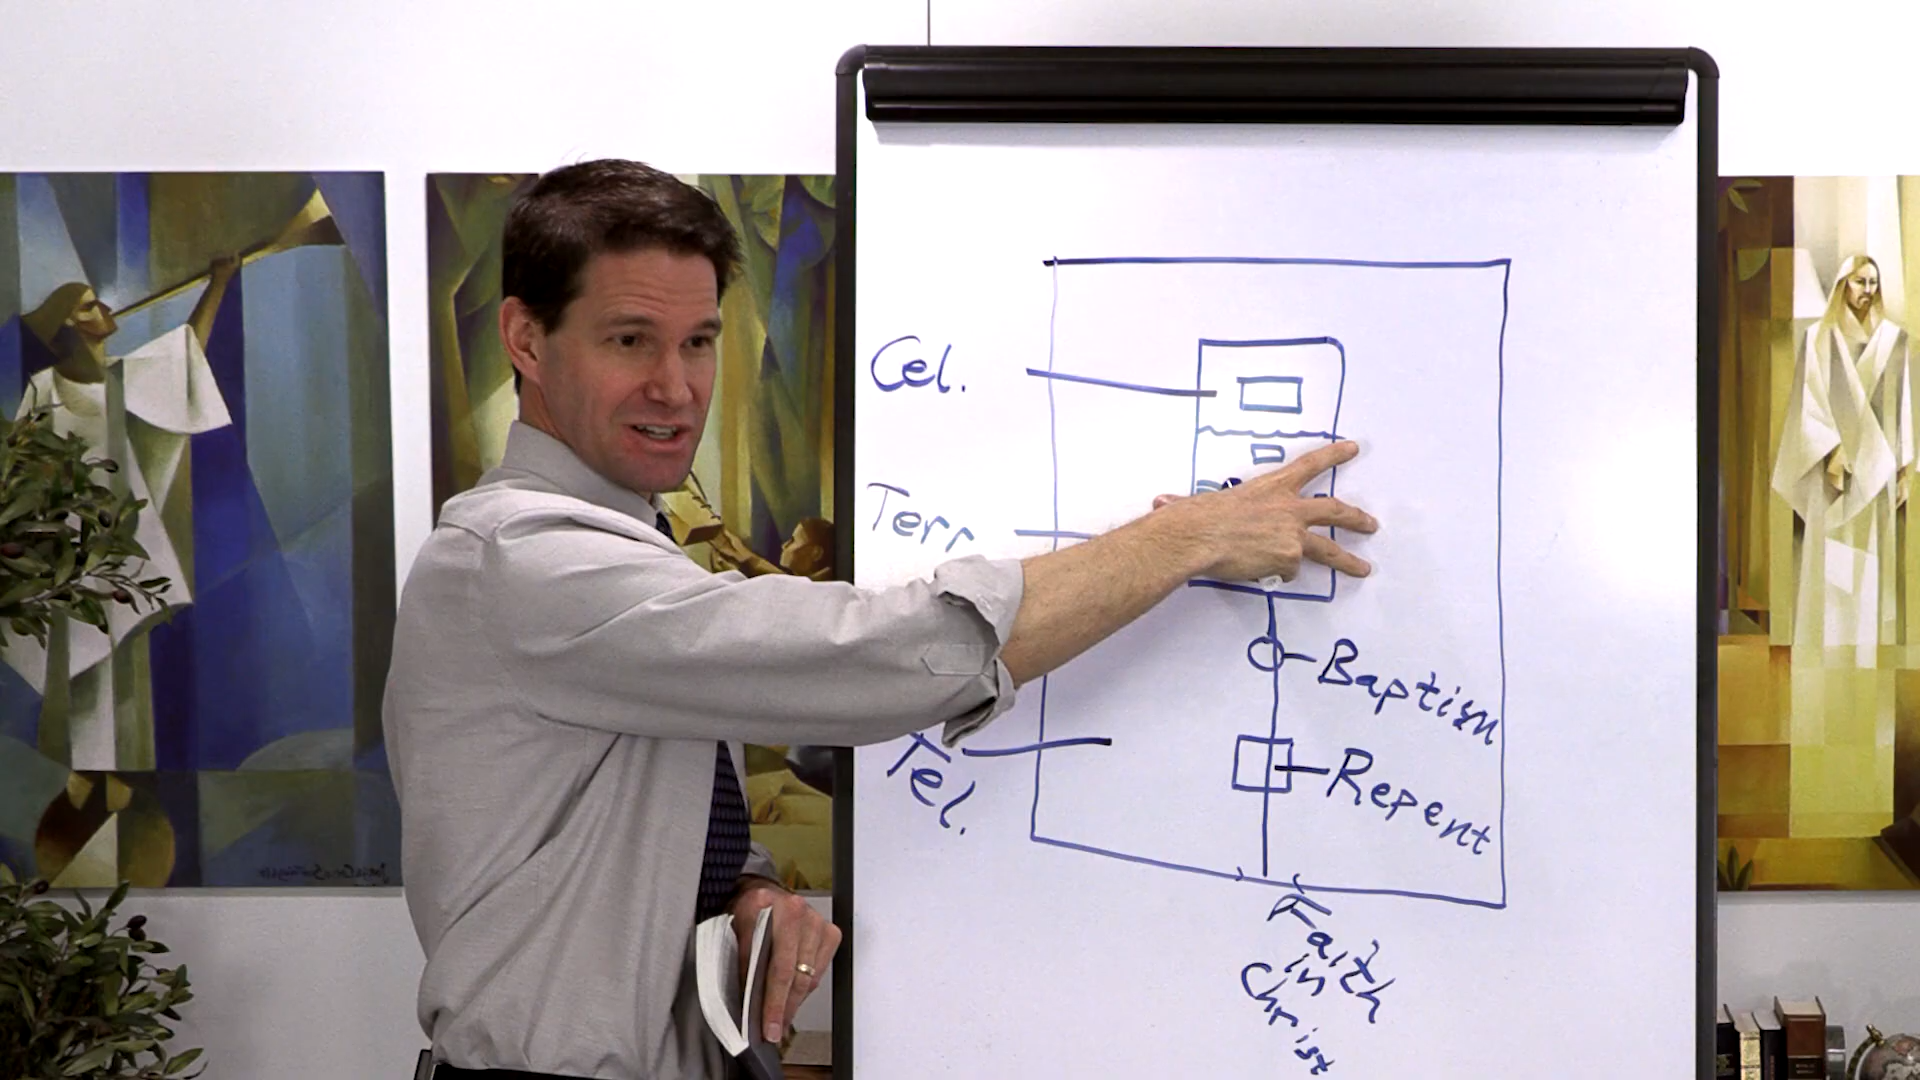 Cel.
Terr
Tel.
Baptism
Repent
Faith
in
Christ